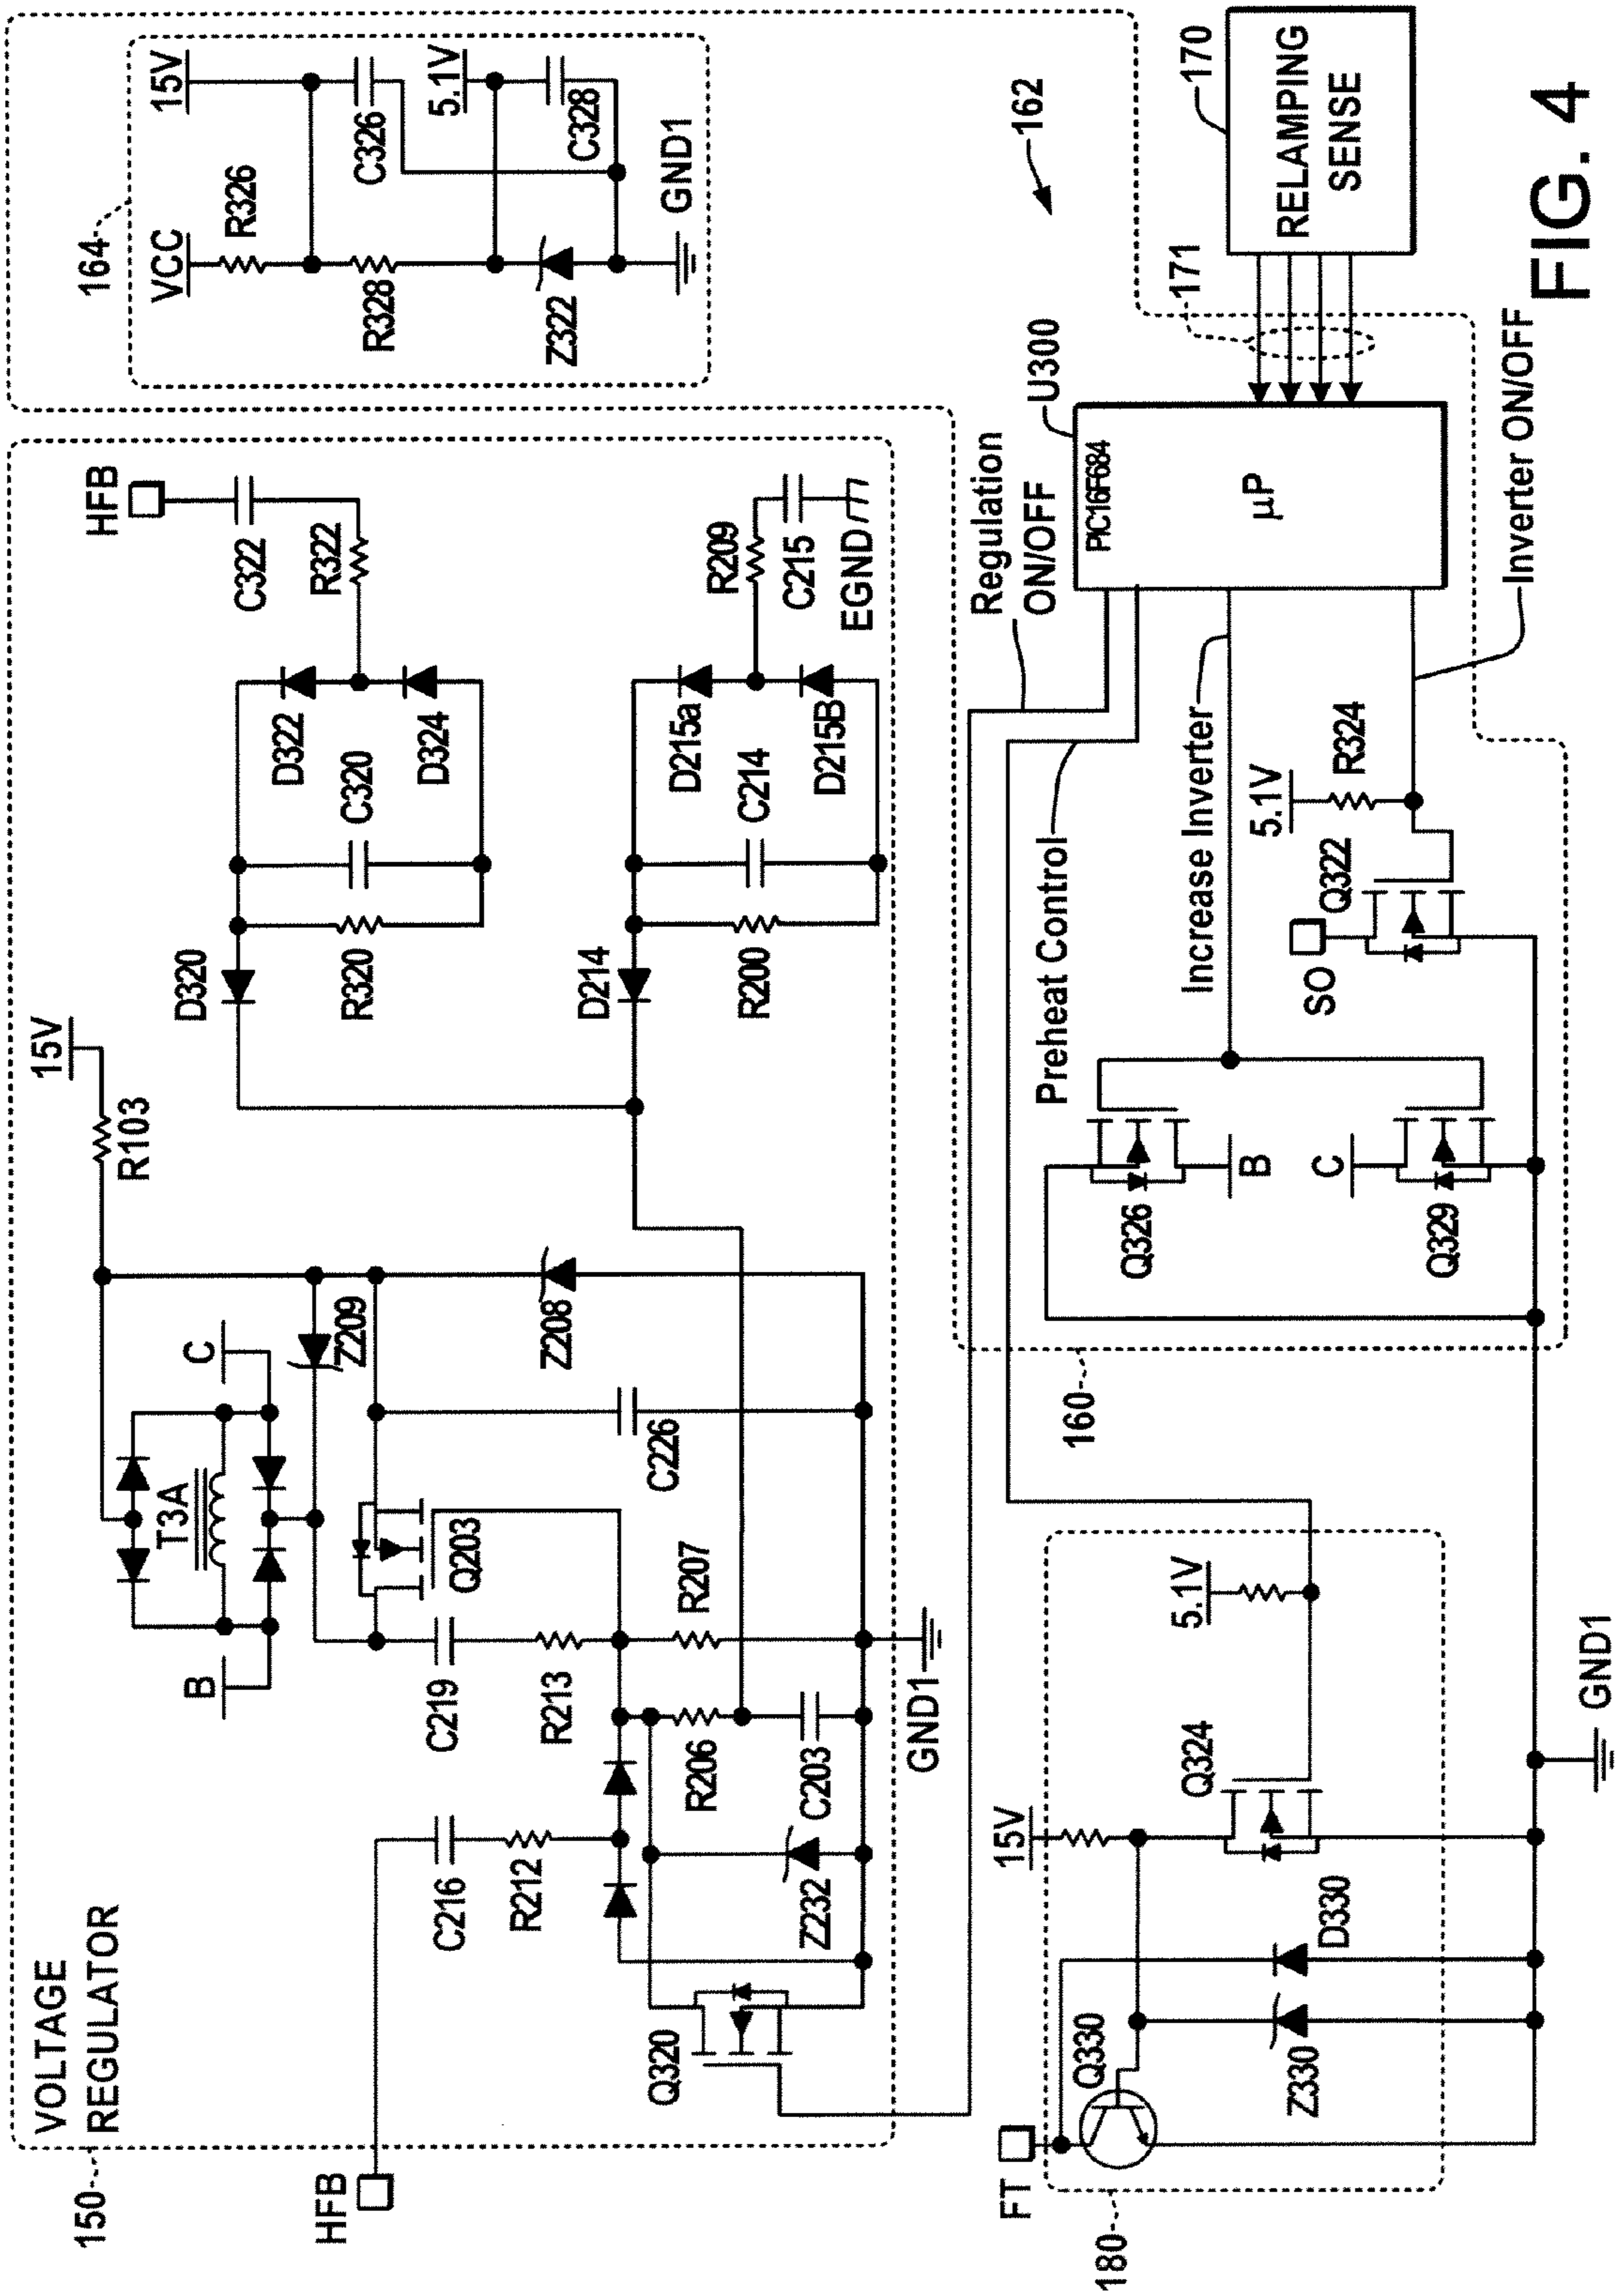 VOLTAGE
REGULATOR
150
HFB
C216
R212
Q320
Z232
B
C
T3A
Z209
Q203
C219
R213
R207
R206
C203
C226
Z208
GND1
15V
R103
D320
R320
C320
D322
D324
R322
C322
HFB
D214
R200
C214
D215a
D215B
R209
C215
EGND
164
VCC
R326
R328
Z322
15V
C326
5.1V
C328
GND1
162
FT
180
Q330
Z330
D330
15V
Q324
5.1V
GND1
160
Q326
B
C
Q329
SO
Q322
5.1V
R324
Preheat Control
Increase Inverter
Regulation
ON/OFF
Inverter ON/OFF
U300
PIC16F684
μP
171
170
RELAMPING
SENSE
FIG. 4